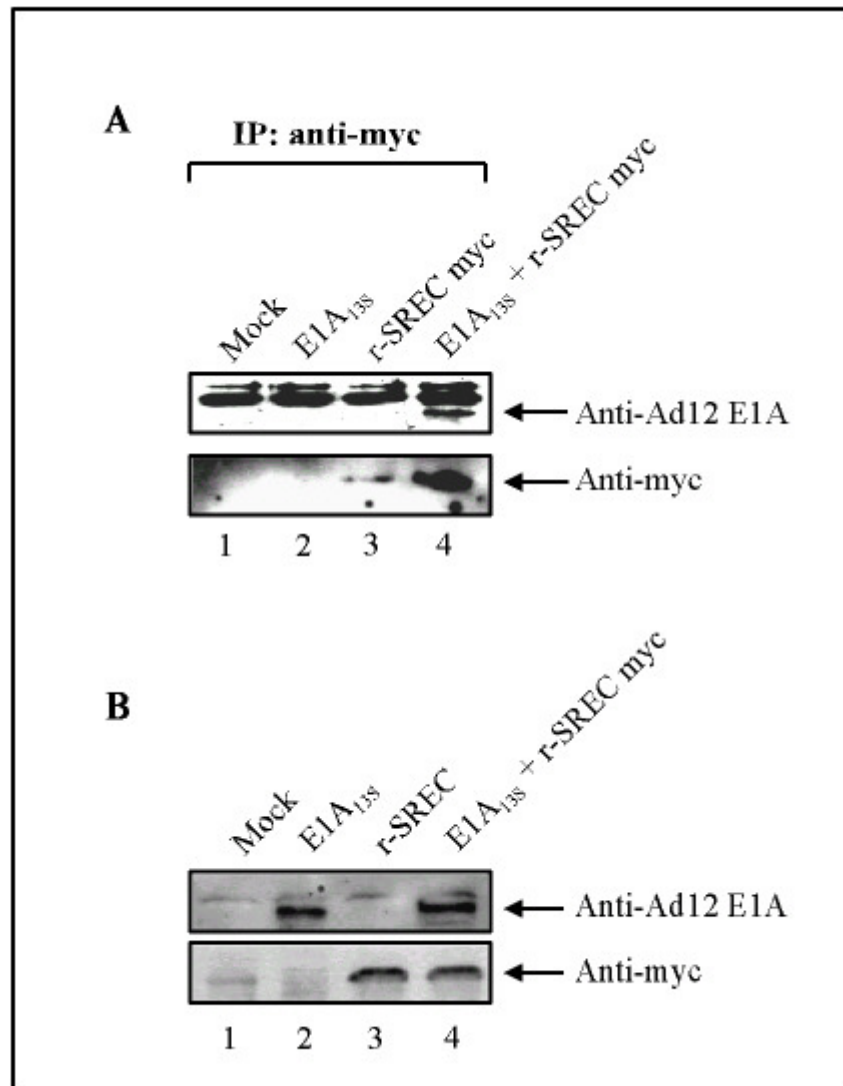 A
IP: anti-myc
Mock
E1A13S
r-SREC myc
E1A13S + r-SREC myc
Anti-Ad12 E1A
Anti-myc
1 2 3 4
B
Mock
E1A13S
r-SREC
E1A13S + r-SREC myc
Anti-Ad12 E1A
Anti-myc
1 2 3 4